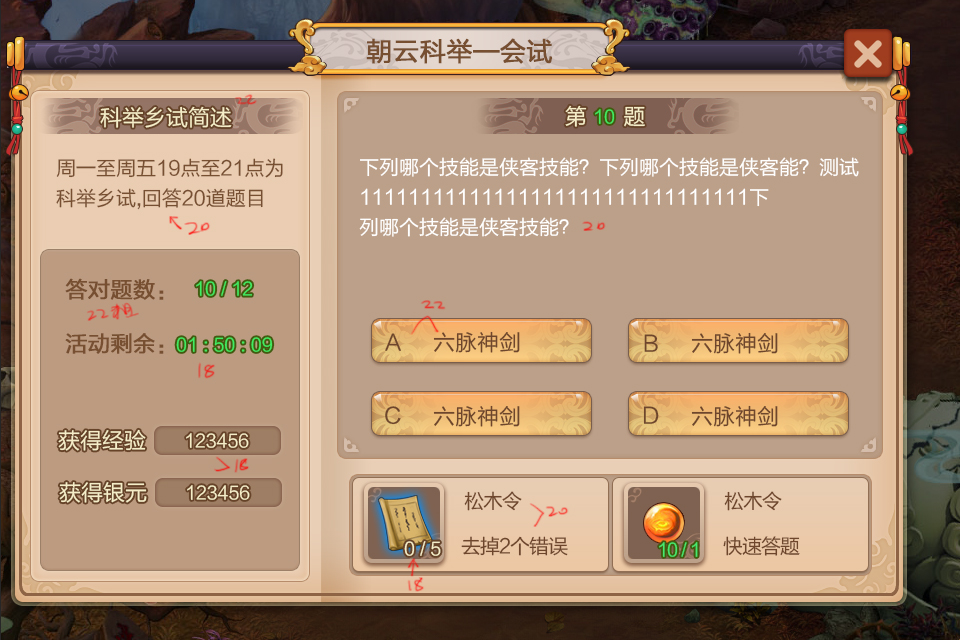 朝云科举—会试
科举乡试简述 22
周一至周五19点至21点为
科举乡试,回答20道题目
20
答对题数： 10/12
22粗
活动剩余：01:50:09
18
获得经验 123456
18
获得银元 123456
第 10 题
下列哪个技能是侠客技能？下列哪个技能是侠客能？测试
11111111111111111111111111111111下
列哪个技能是侠客技能？ 20
22
A 六脉神剑
B 六脉神剑
C 六脉神剑
D 六脉神剑
松木令
20
0/5 去掉2个错误
18
松木令
10/1 快速答题